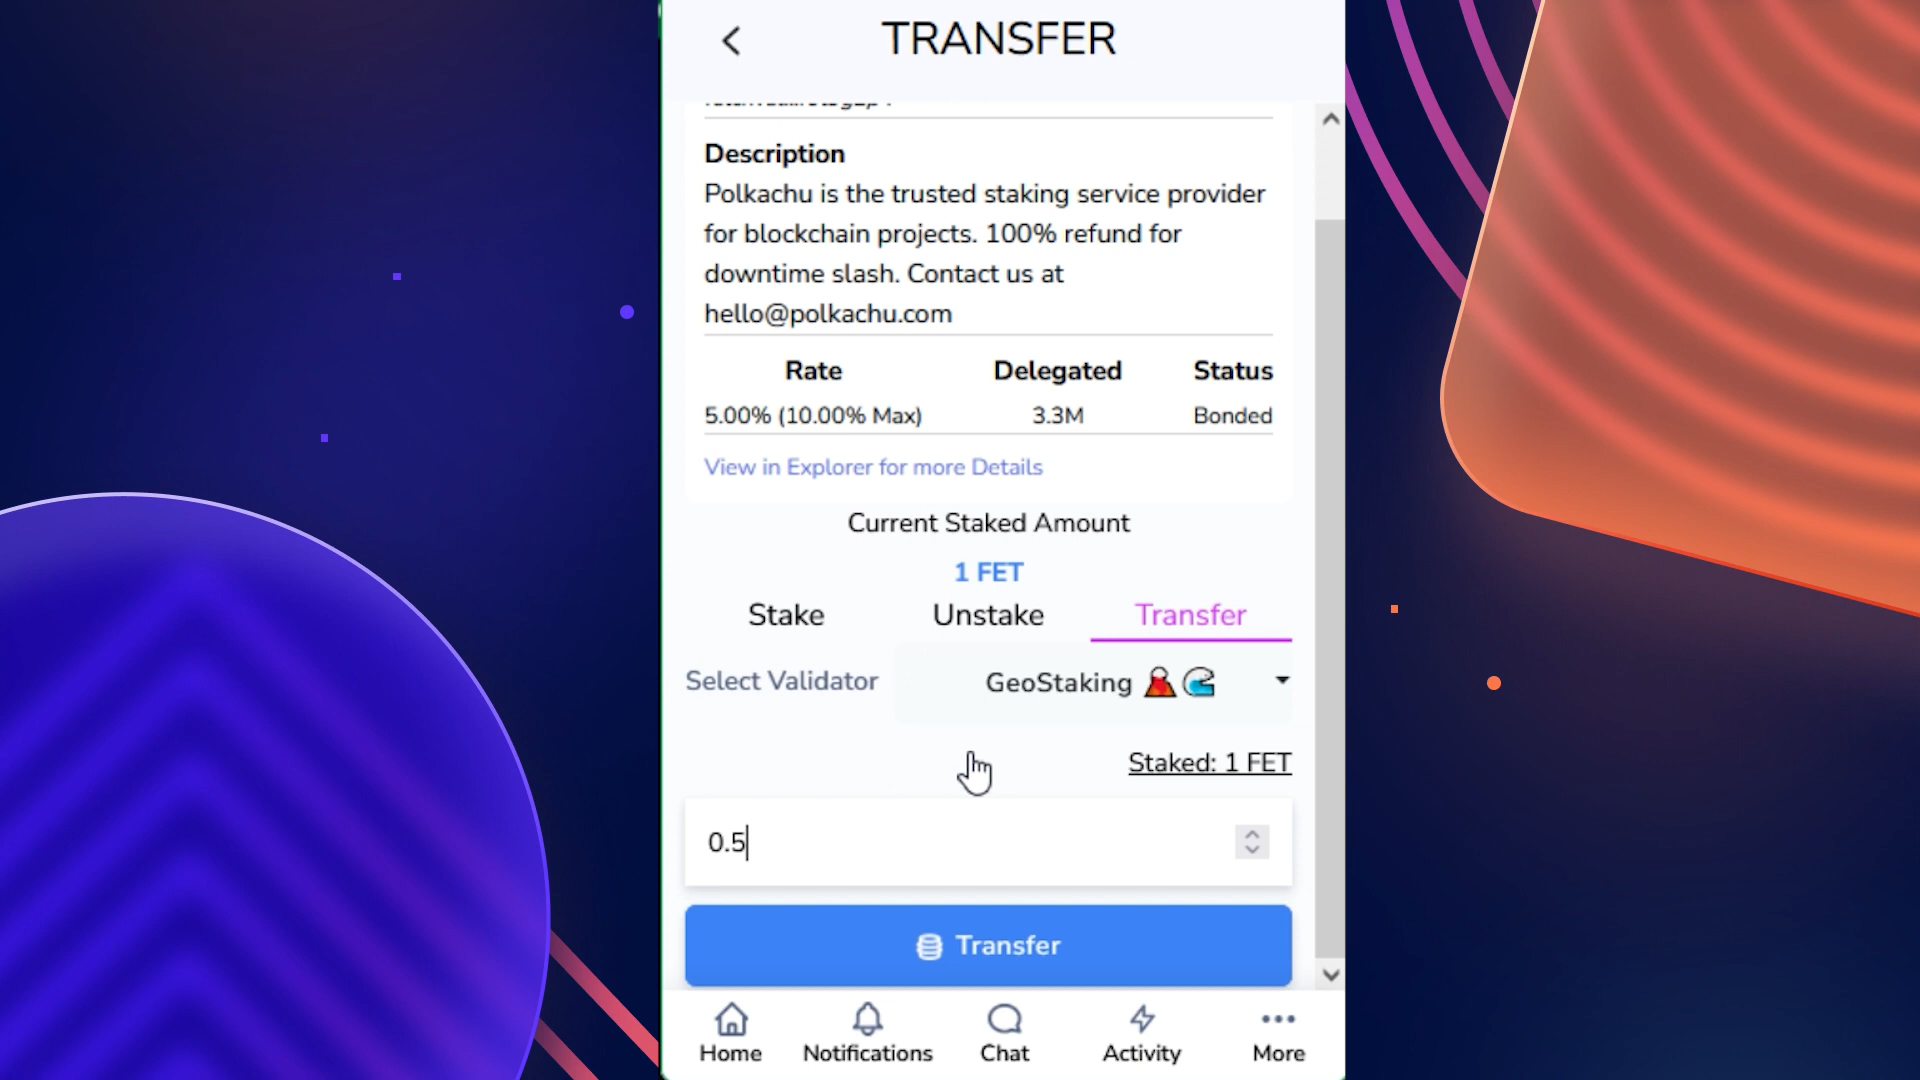 TRANSFER
Description
Polkachu is the trusted staking service provider
for blockchain projects. 100% refund for
downtime slash. Contact us at
hello@polkachu.com
Rate Delegated Status
5.00% (10.00% Max) 3.3M Bonded
View in Explorer for more Details
Current Staked Amount
1 FET
Stake Unstake Transfer
Select Validator GeoStaking 🌋🌊
Staked: 1 FET
0.5
Transfer
Home Notifications Chat Activity More